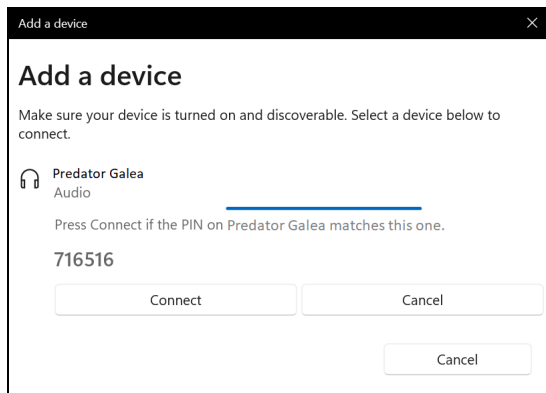 Add a device
Add a device
Make sure your device is turned on and discoverable. Select a device below to
connect.
Predator Galea
Audio
Press Connect if the PIN on Predator Galea matches this one.
716516
Connect Cancel
Cancel